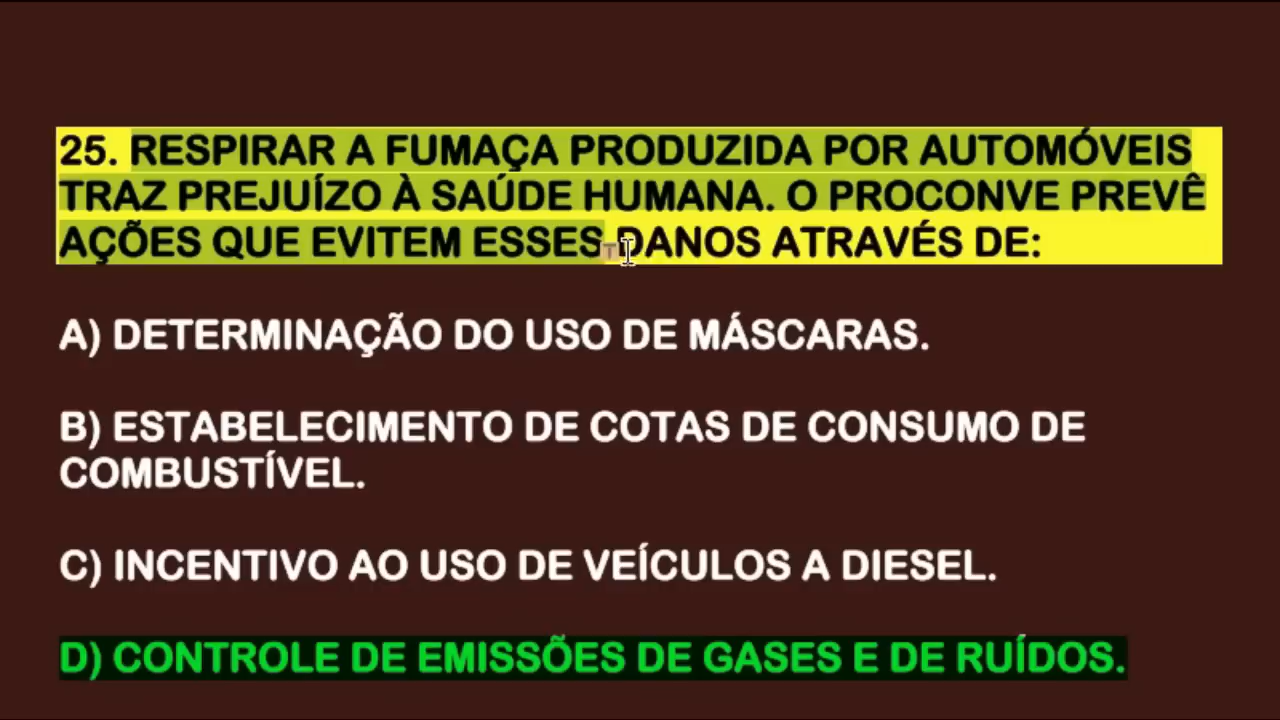 25. RESPIRAR A FUMAÇA PRODUZIDA POR AUTOMÓVEIS
TRAZ PREJUÍZO À SAÚDE HUMANA. O PROCONVE PREVÊ
AÇÕES QUE EVITEM ESSES DANOS ATRAVÉS DE:
A) DETERMINAÇÃO DO USO DE MÁSCARAS.
B) ESTABELECIMENTO DE COTAS DE CONSUMO DE
COMBUSTÍVEL.
C) INCENTIVO AO USO DE VEÍCULOS A DIESEL.
D) CONTROLE DE EMISSÕES DE GASES E DE RUÍDOS.